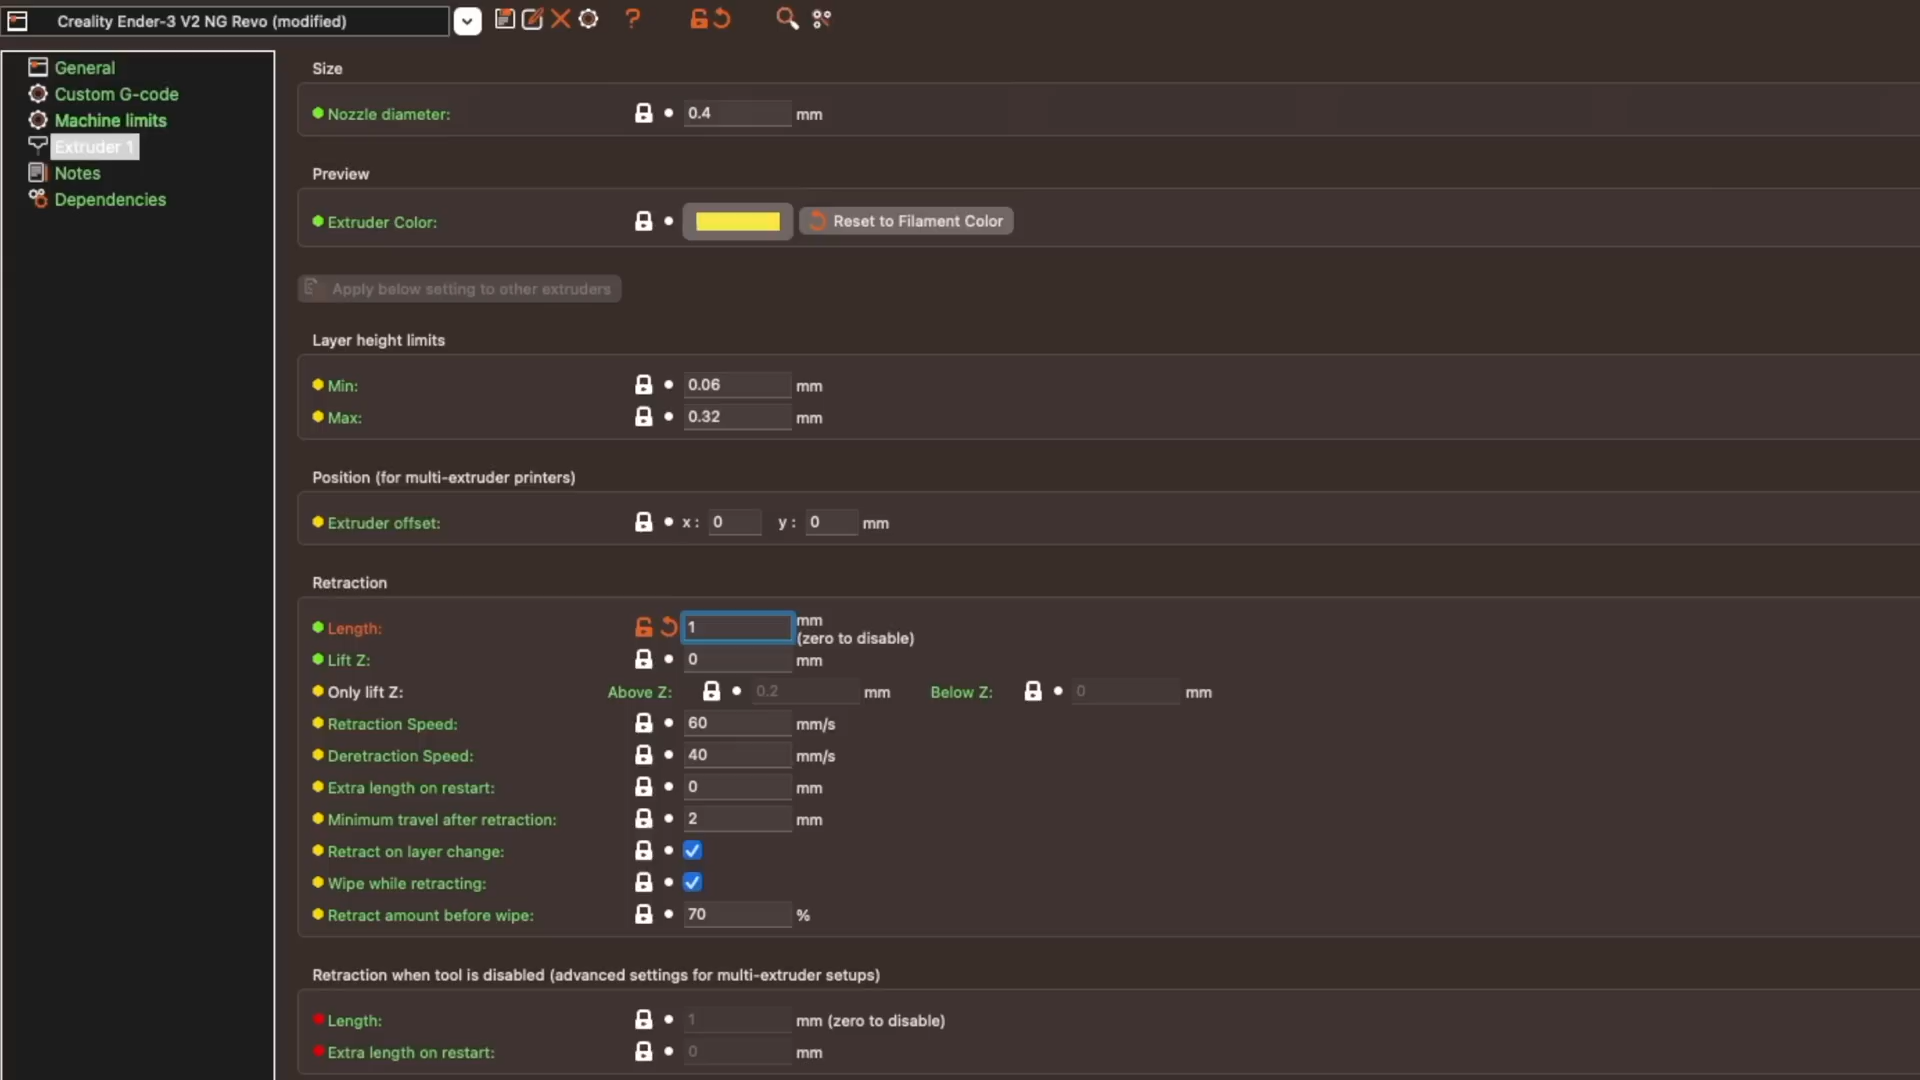 Creality Ender-3 V2 NG Revo (modified)
General
Custom G-code
Machine limits
Extruder 1
Notes
Dependencies
Size
Nozzle diameter: 0.4 mm
Preview
Extruder Color: Reset to Filament Color
Apply below setting to other extruders
Layer height limits
Min: 0.06 mm
Max: 0.32 mm
Position (for multi-extruder printers)
Extruder offset: x: 0 y: 0 mm
Retraction
Length: 1 mm
(zero to disable)
Lift Z: 0 mm
Only lift Z: Above Z: 0.2 mm Below Z: 0 mm
Retraction Speed: 60 mm/s
Deretraction Speed: 40 mm/s
Extra length on restart: 0 mm
Minimum travel after retraction: 2 mm
Retract on layer change:
Wipe while retracting:
Retract amount before wipe: 70 %
Retraction when tool is disabled (advanced settings for multi-extruder setups)
Length: 1 mm (zero to disable)
Extra length on restart: 0 mm